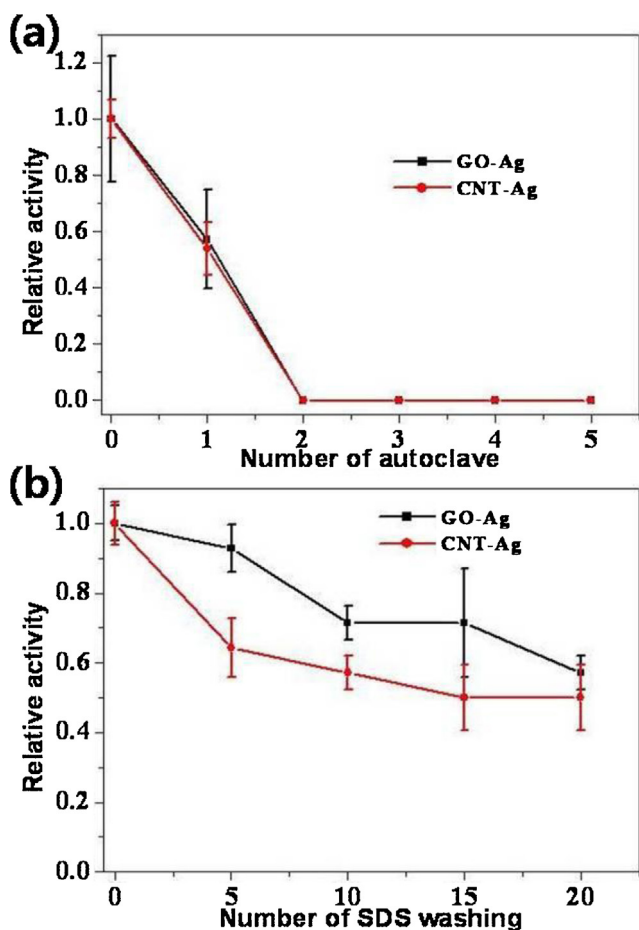 (a)
1.2
1.0
0.8
0.6
0.4
0.2
0.0
Relative activity
GO-Ag
CNT-Ag
0 1 2 3 4 5
Number of autoclave
(b)
1.0
0.8
0.6
0.4
0.2
0.0
Relative activity
GO-Ag
CNT-Ag
0 5 10 15 20
Number of SDS washing